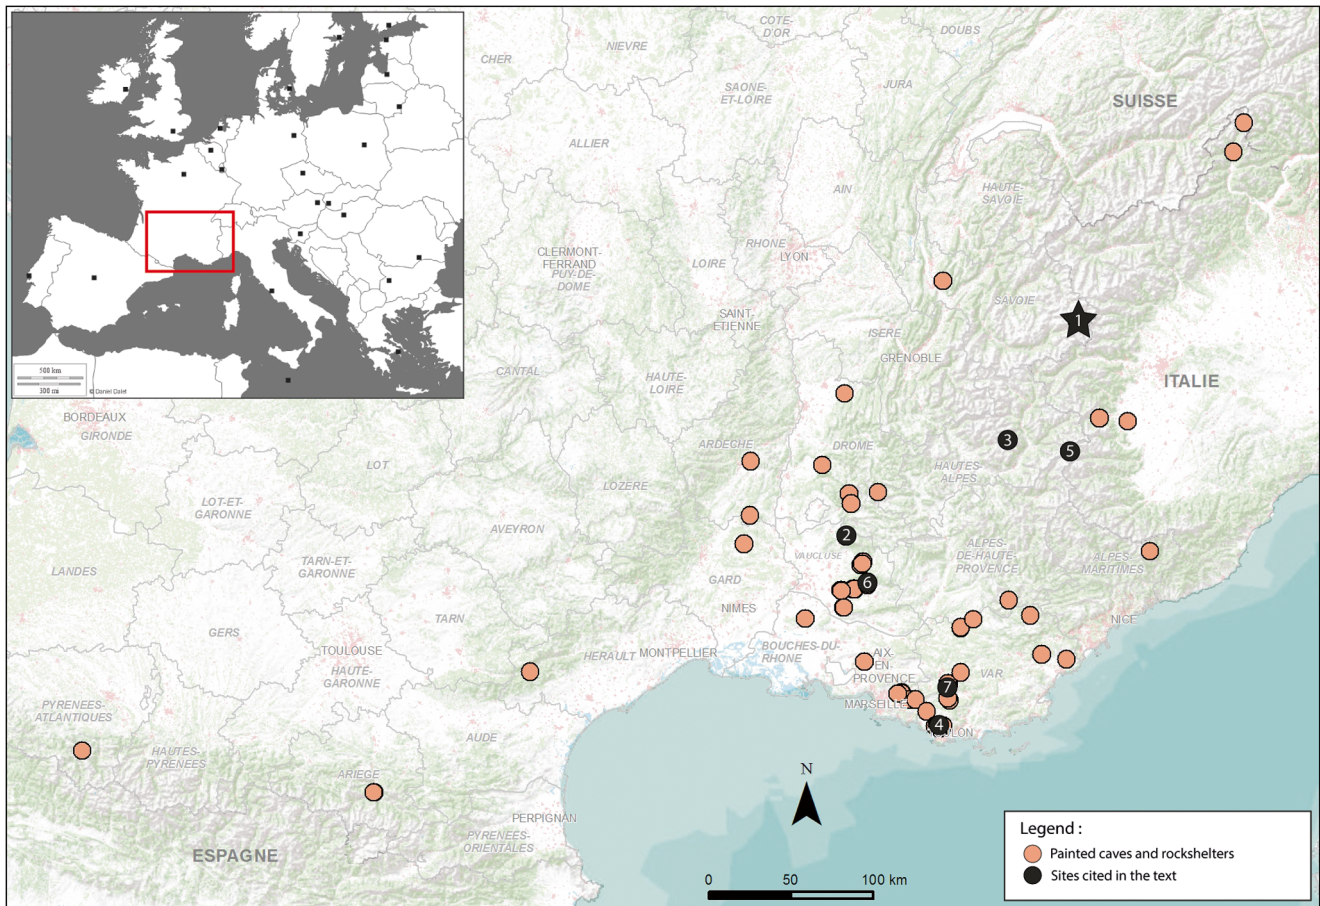 500 km
300 mi
© Daniel Dalet
COTE-
D'OR
DOUBS
NIEVRE
CHER
SAONE-
ET-LOIRE
JURA
SUISSE
ALLIER
AIN
HAUTE-
SAVOIE
CLERMONT-
FERRAND
PUY-DE-
DOME
LOIRE
RHONE
LYON
SAVOIE
1
SAINT-
ETIENNE
ISERE
GRENOBLE
CANTAL
HAUTE-
LOIRE
ITALIE
BORDEAUX
GIRONDE
ARDECHE
DROME
3
5
LOT
HAUTES-
ALPES
LOZERE
LOT-ET-
GARONNE
AVEYRON
2
VAUCLUSE
ALPES-
DE-HAUTE-
PROVENCE
ALPES-
MARITIMES
LANDES
TARN-ET-
GARONNE
GARD
6
NIMES
NICE
GERS
TARN
TOULOUSE
HAUTE-
GARONNE
HERAULT
MONTPELLIER
BOUCHES-DU-
RHONE
AIX-
EN-
PROVENCE
VAR
7
MARSEILLE
4
PYRENEES-
ATLANTIQUES
HAUTES-
PYRENEES
AUDE
ARIEGE
N
PERPIGNAN
PYRENEES-
ORIENTALES
ESPAGNE
0 50 100 km
Legend :
Painted caves and rockshelters
Sites cited in the text